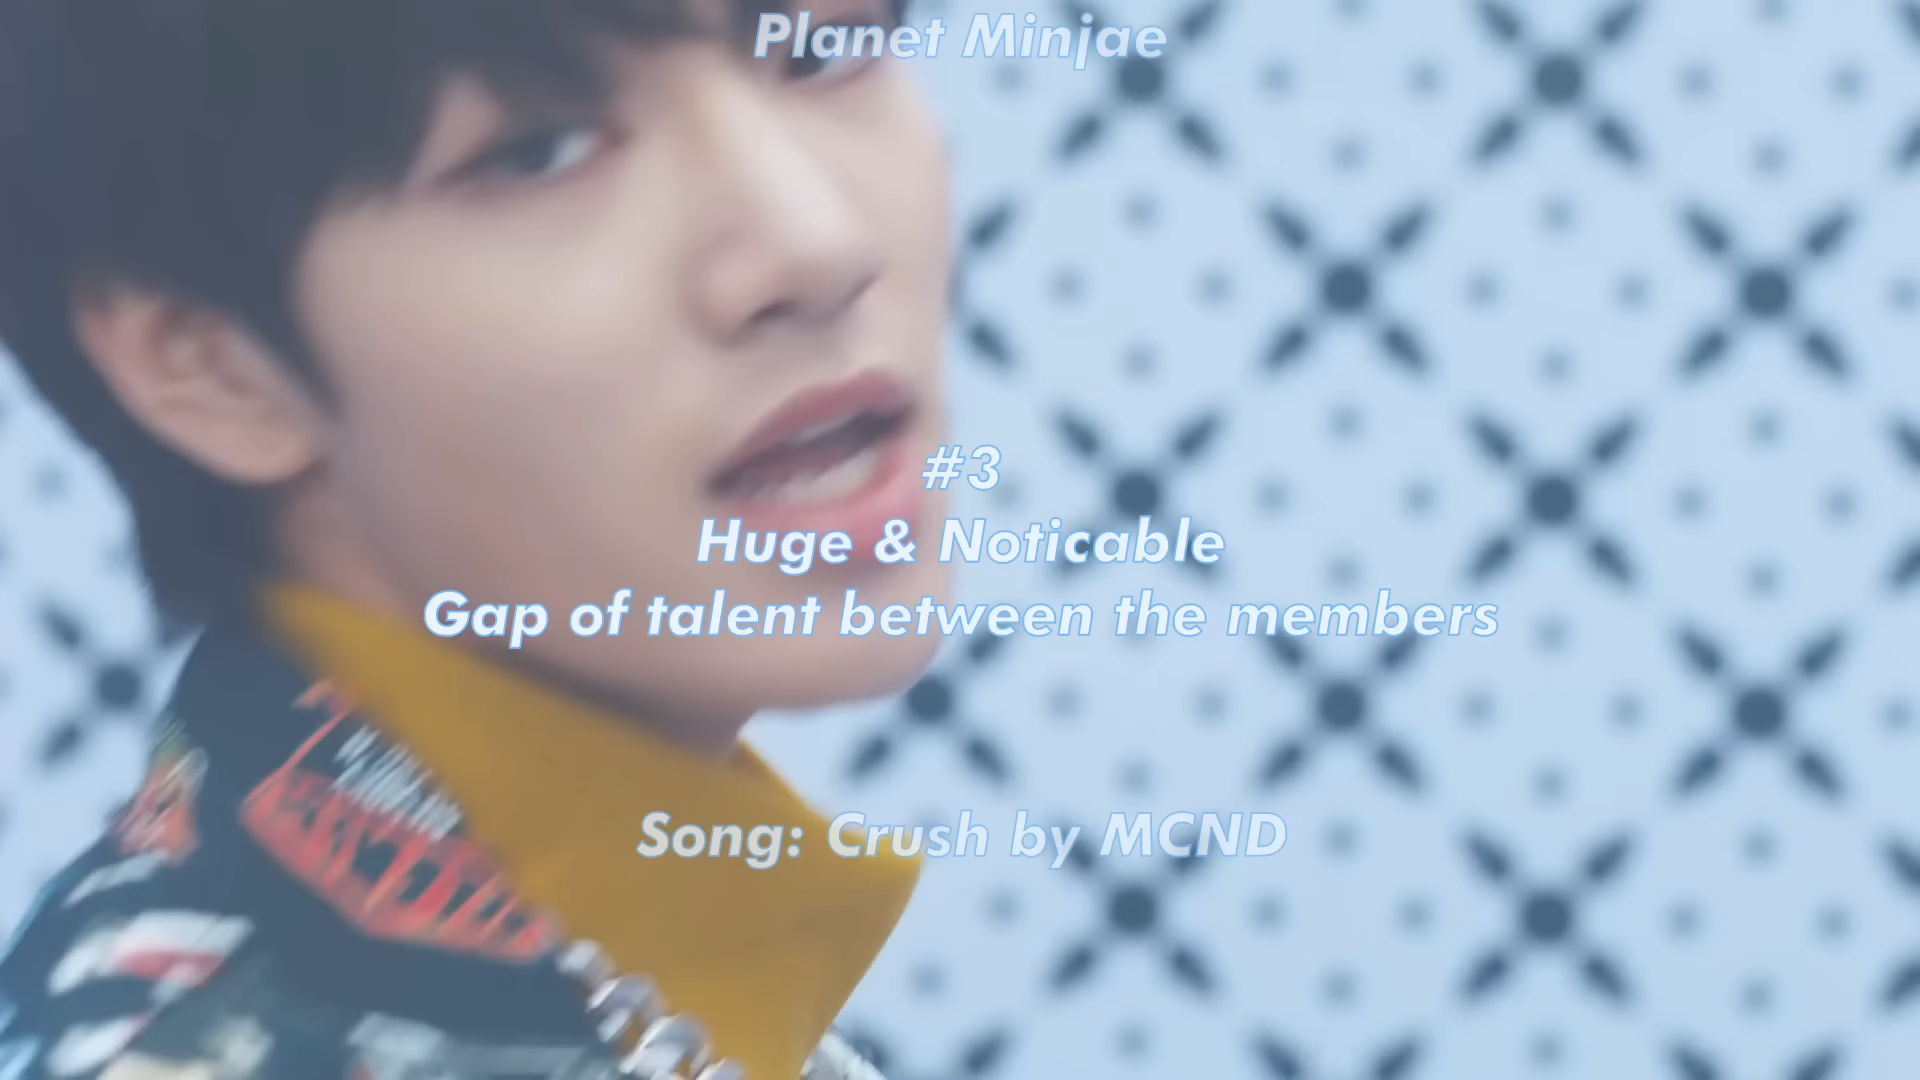 Planet Minjae
#3
Huge & Noticable
Gap of talent between the members
Song: Crush by MCND